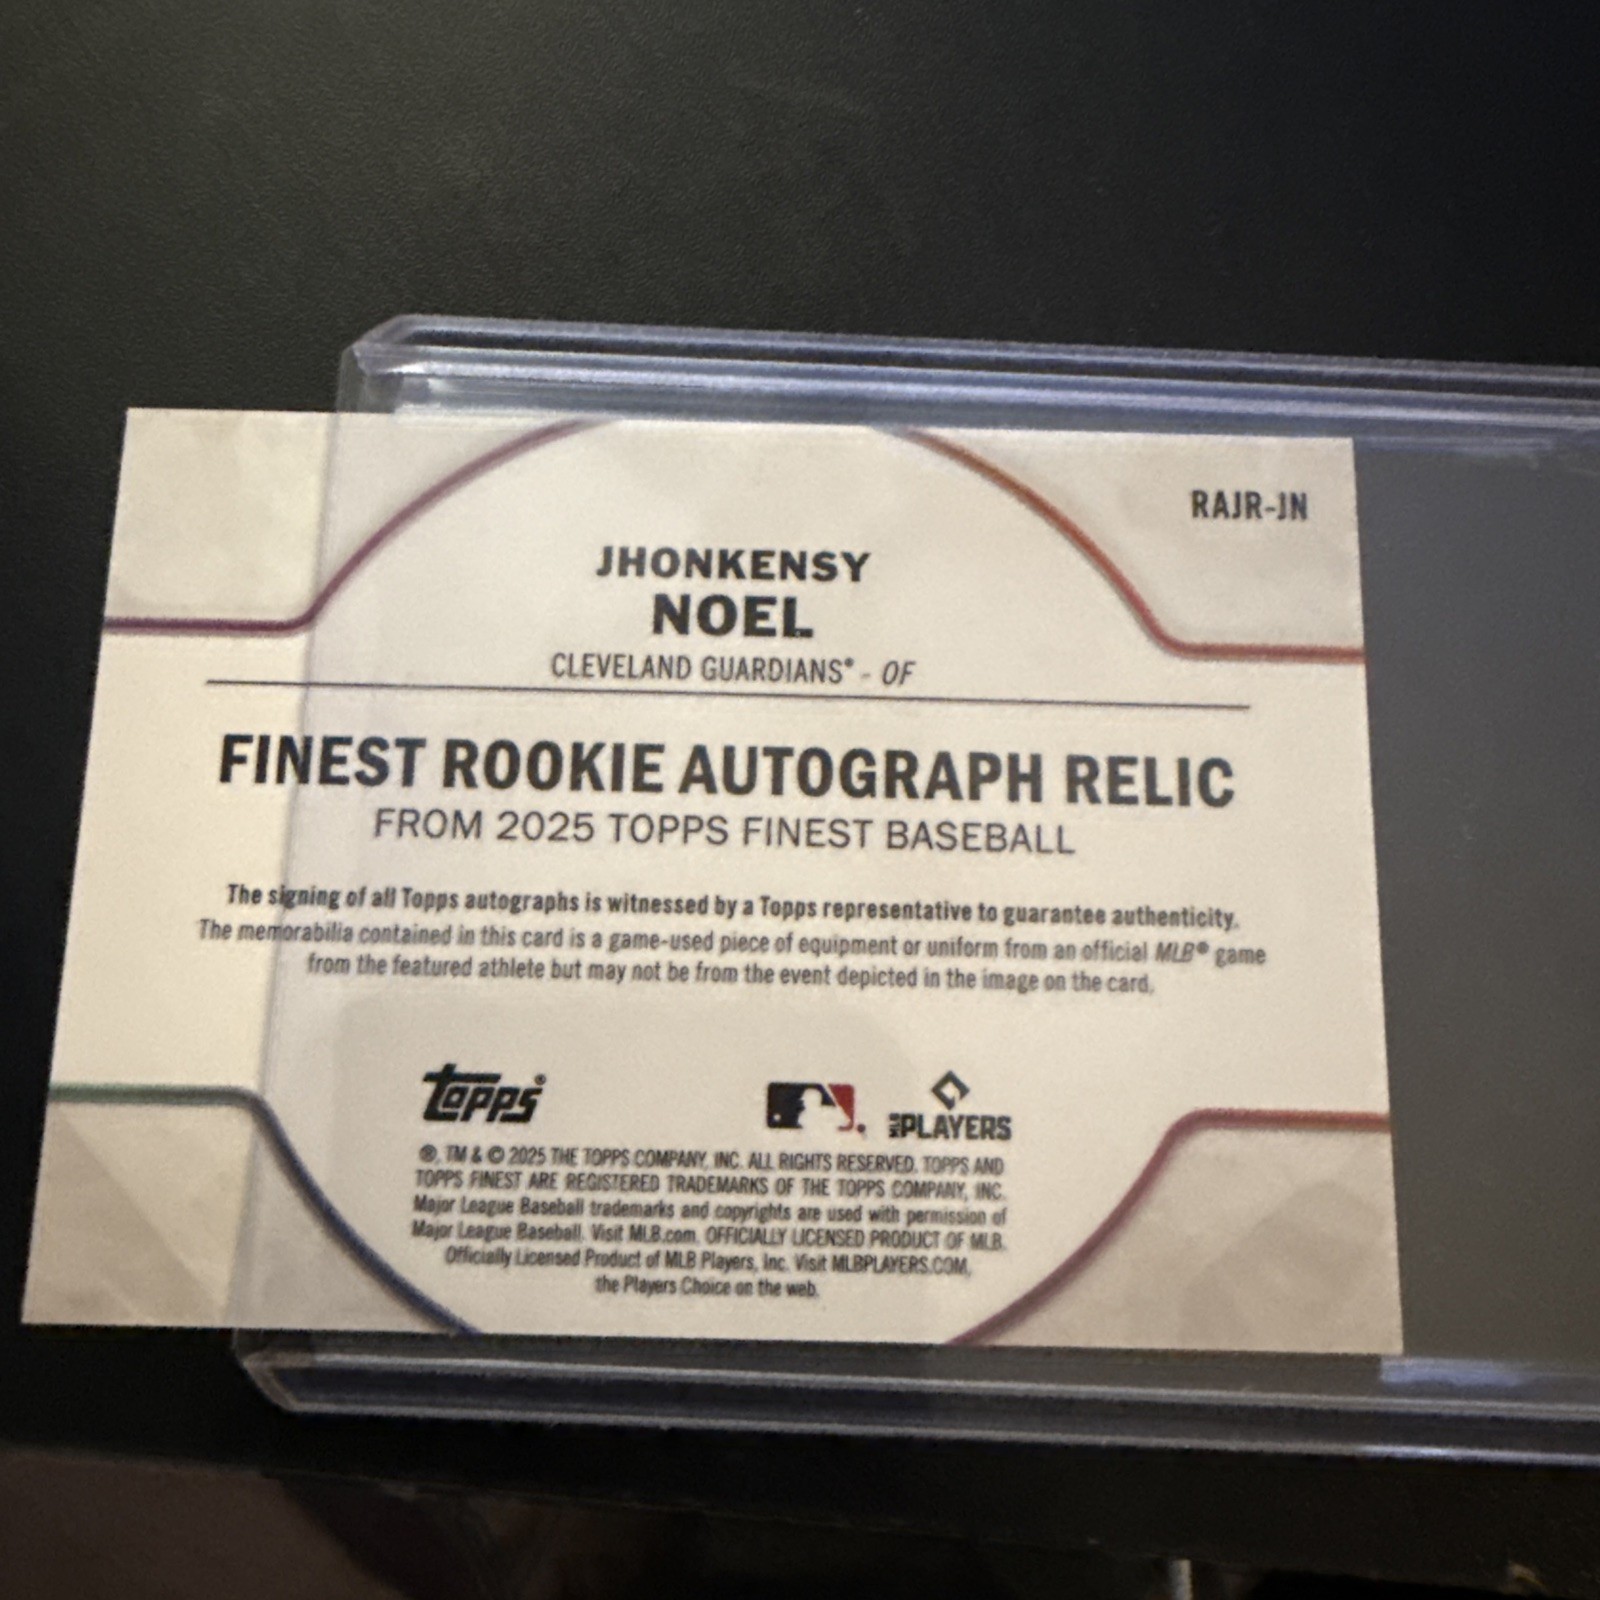 RAJR-JN
JHONKENSY
NOEL
CLEVELAND GUARDIANS® - OF
FINEST ROOKIE AUTOGRAPH RELIC
FROM 2025 TOPPS FINEST BASEBALL
The signing of all Topps autographs is witnessed by a Topps representative to guarantee authenticity.
The memorabilia contained in this card is a game-used piece of equipment or uniform from an official MLB® game
from the featured athlete but may not be from the event depicted in the image on the card.
topps®
MLB PLAYERS
®, TM & © 2025 THE TOPPS COMPANY, INC. ALL RIGHTS RESERVED. TOPPS AND
TOPPS FINEST ARE REGISTERED TRADEMARKS OF THE TOPPS COMPANY, INC.
Major League Baseball trademarks and copyrights are used with permission of
Major League Baseball. Visit MLB.com. OFFICIALLY LICENSED PRODUCT OF MLB.
Officially Licensed Product of MLB Players, Inc. Visit MLBPLAYERS.COM,
the Players Choice on the web.